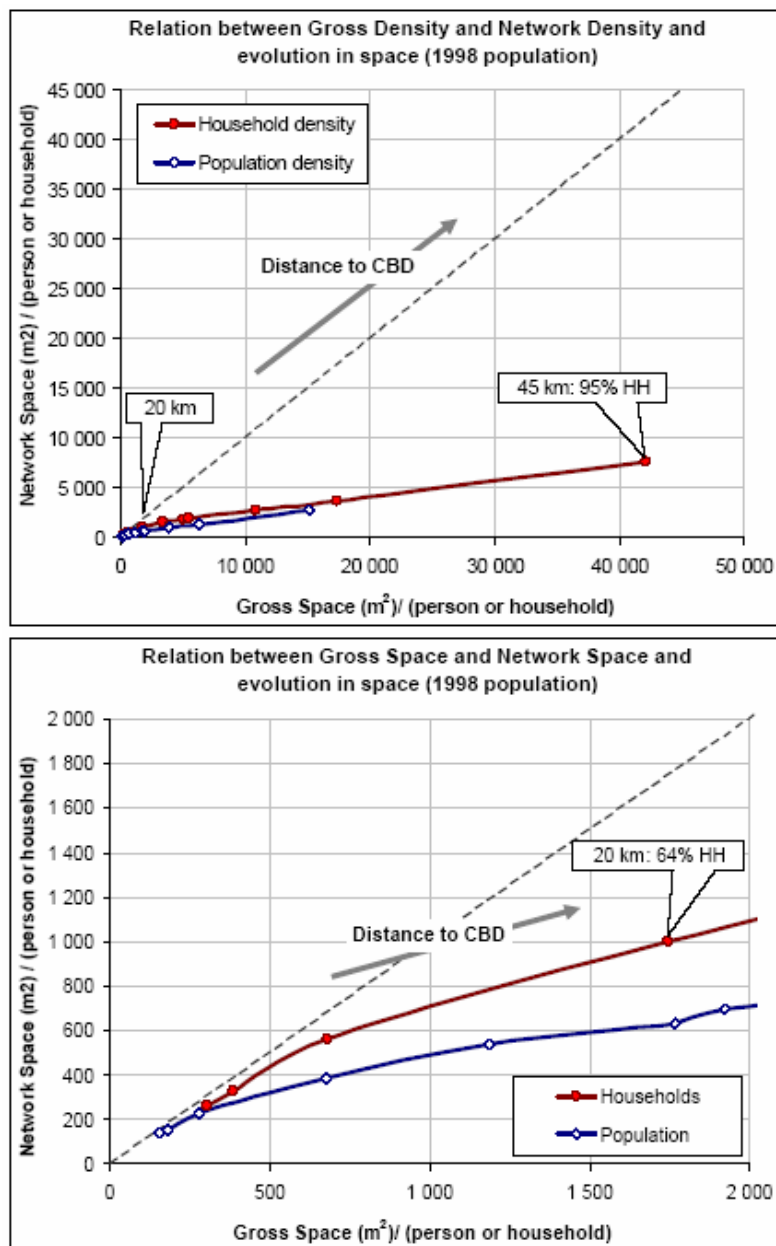 Relation between Gross Density and Network Density and
evolution in space (1998 population)
45 000
40 000
35 000
30 000
25 000
20 000
15 000
10 000
5 000
0
Network Space (m2) / (person or household)
Household density
Population density
Distance to CBD
20 km
45 km: 95% HH
0
10 000
20 000
30 000
40 000
50 000
Gross Space (m²)/ (person or household)
Relation between Gross Space and Network Space and
evolution in space (1998 population)
2 000
1 800
1 600
1 400
1 200
1 000
800
600
400
200
0
Network Space (m2) / (person or household)
20 km: 64% HH
Distance to CBD
Households
Population
0
500
1 000
1 500
2 000
Gross Space (m²)/ (person or household)